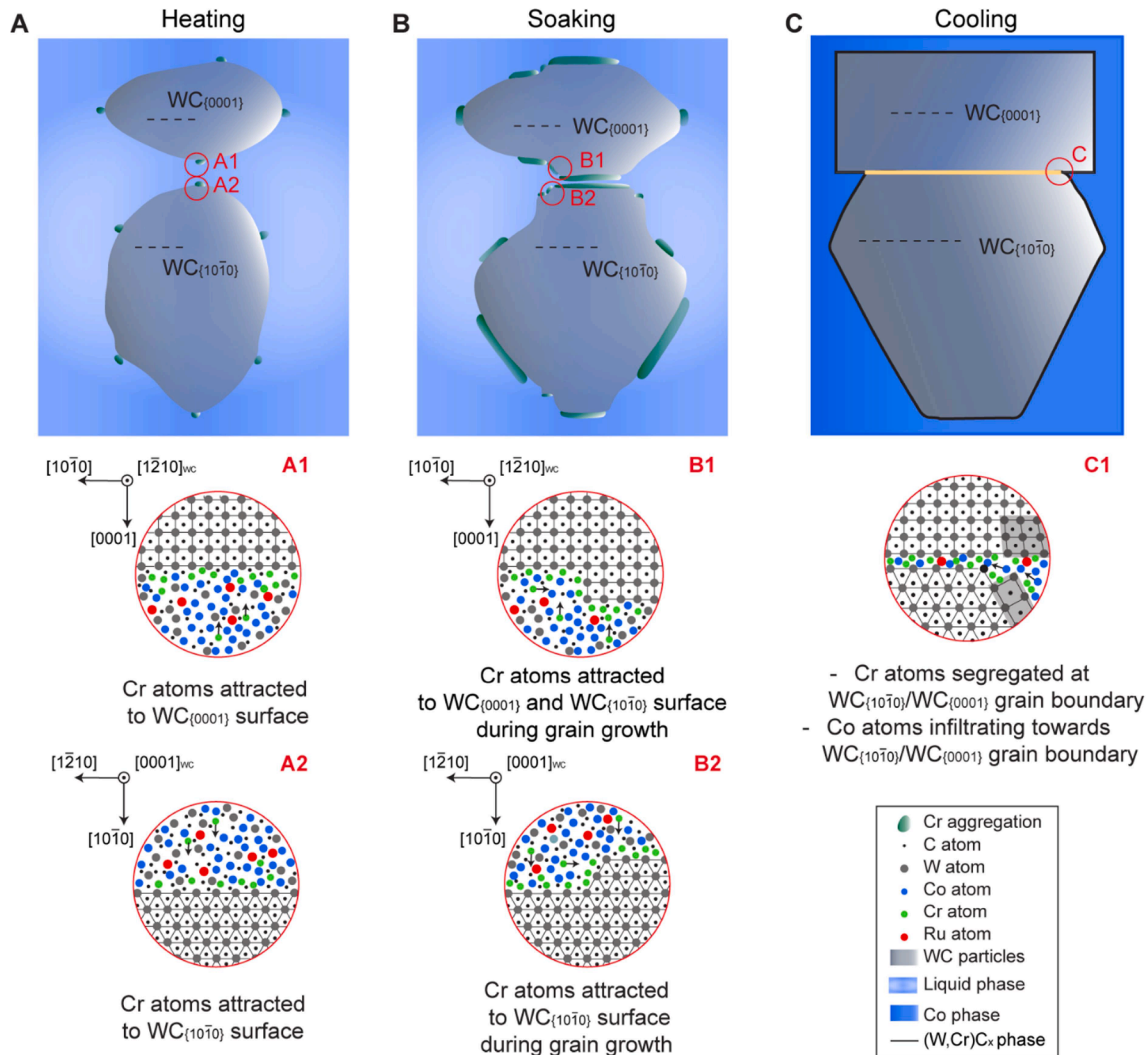 A
Heating
B
Soaking
C
Cooling
WC{0001}
A1
A2
WC{101̄0}
WC{0001}
B1
B2
WC{101̄0}
WC{0001}
C
WC{101̄0}
[101̄0]
[12̄10]WC
A1
[0001]
Cr atoms attracted
to WC{0001} surface
[12̄10]
[0001]WC
A2
[101̄0]
Cr atoms attracted
to WC{101̄0} surface
[101̄0]
[12̄10]WC
B1
[0001]
Cr atoms attracted
to WC{0001} and WC{101̄0} surface
during grain growth
[12̄10]
[0001]WC
B2
[101̄0]
Cr atoms attracted
to WC{101̄0} surface
during grain growth
C1
- Cr atoms segregated at
WC{101̄0}/WC{0001} grain boundary
- Co atoms infiltrating towards
WC{101̄0}/WC{0001} grain boundary
Cr aggregation
C atom
W atom
Co atom
Cr atom
Ru atom
WC particles
Liquid phase
Co phase
(W,Cr)Cx phase